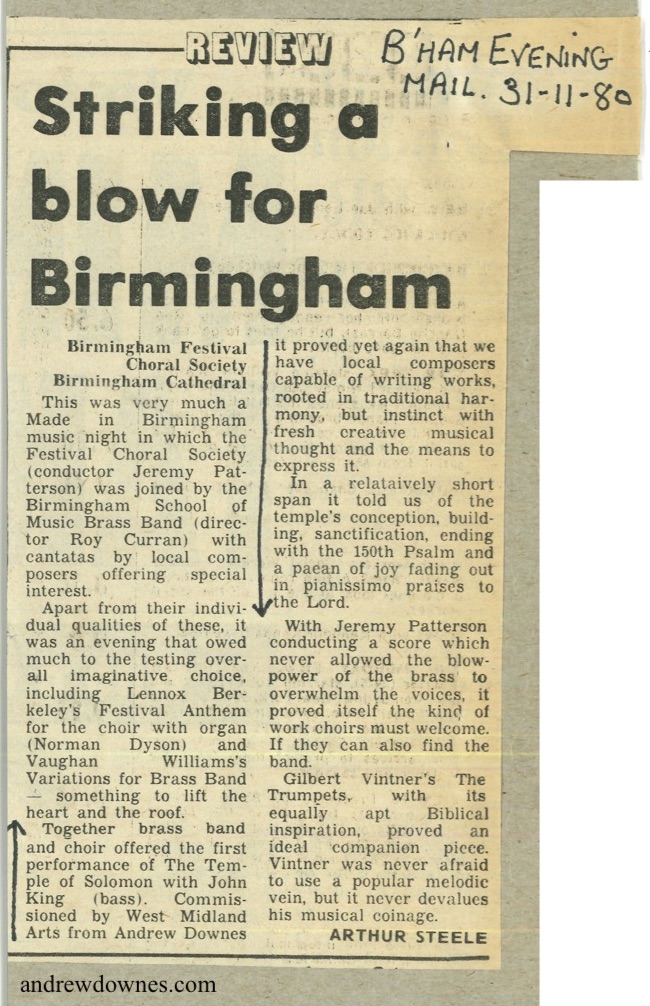 REVIEW
B'HAM EVENING
MAIL. 31-11-80
Striking a
blow for
Birmingham
Birmingham Festival
Choral Society
Birmingham Cathedral
This was very much a
Made in Birmingham
music night in which the
Festival Choral Society
(conductor Jeremy Pat-
terson) was joined by the
Birmingham School of
Music Brass Band (direc-
tor Roy Curran) with
cantatas by local com-
posers offering special
interest.
Apart from their indivi-
dual qualities of these, it
was an evening that owed
much to the testing over-
all imaginative choice,
including Lennox Ber-
keley's Festival Anthem
for the choir with organ
(Norman Dyson) and
Vaughan Williams's
Variations for Brass Band
— something to lift the
heart and the roof.
Together brass band
and choir offered the first
performance of The Tem-
ple of Solomon with John
King (bass). Commis-
sioned by West Midland
Arts from Andrew Downes
it proved yet again that we
have local composers
capable of writing works,
rooted in traditional har-
mony, but instinct with
fresh creative musical
thought and the means to
express it.
In a relataively short
span it told us of the
temple's conception, build-
ing, sanctification, ending
with the 150th Psalm and
a paean of joy fading out
in pianissimo praises to
the Lord.
With Jeremy Patterson
conducting a score which
never allowed the blow-
power of the brass to
overwhelm the voices, it
proved itself the kind of
work choirs must welcome.
If they can also find the
band.
Gilbert Vintner's The
Trumpets, with its
equally apt Biblical
inspiration, proved an
ideal companion piece.
Vintner was never afraid
to use a popular melodic
vein, but it never devalues
his musical coinage.
ARTHUR STEELE
andrewdownes.com